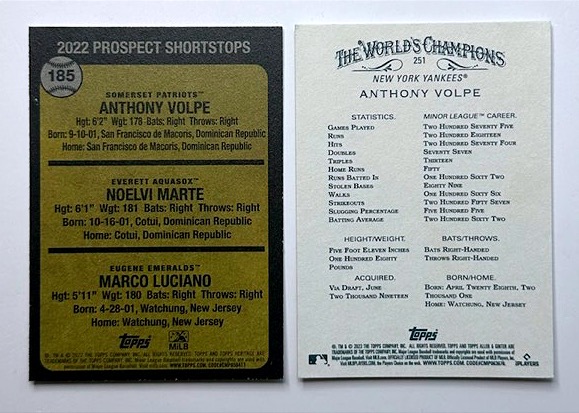 2022 PROSPECT SHORTSTOPS
185
SOMERSET PATRIOTS™
ANTHONY VOLPE
Hgt: 6'2" Wgt: 178 Bats: Right Throws: Right
Born: 9-10-01, San Francisco de Macoris, Dominican Republic
Home: San Francisco de Macoris, Dominican Republic
EVERETT AQUASOX™
NOELVI MARTE
Hgt: 6'1" Wgt: 181 Bats: Right Throws: Right
Born: 10-16-01, Cotui, Dominican Republic
Home: Cotui, Dominican Republic
EUGENE EMERALDS™
MARCO LUCIANO
Hgt: 5'11" Wgt: 180 Bats: Right Throws: Right
Born: 4-28-01, Watchung, New Jersey
Home: Watchung, New Jersey
Topps MiLB
THE WORLD'S CHAMPIONS
251
NEW YORK YANKEES®
ANTHONY VOLPE
STATISTICS. MINOR LEAGUE™ CAREER.
Games Played Two Hundred Seventy Five
Runs Two Hundred Eighteen
Hits Two Hundred Seventy Four
Doubles Seventy Seven
Triples Thirteen
Home Runs Fifty
Runs Batted In One Hundred Sixty Two
Stolen Bases Eighty Nine
Walks One Hundred Sixty Six
Strikeouts Two Hundred Fifty Seven
Slugging Percentage Five Hundred Five
Batting Average Two Hundred Sixty Two
HEIGHT/WEIGHT. BATS/THROWS.
Five Foot Eleven Inches Bats Right-Handed
One Hundred Eighty Throws Right-Handed
Pounds
ACQUIRED. BORN/HOME.
Via Draft, June Born: April Twenty Eighth, Two
Two Thousand Nineteen Thousand One
Home: Watchung, New Jersey
Topps
PLAYERS